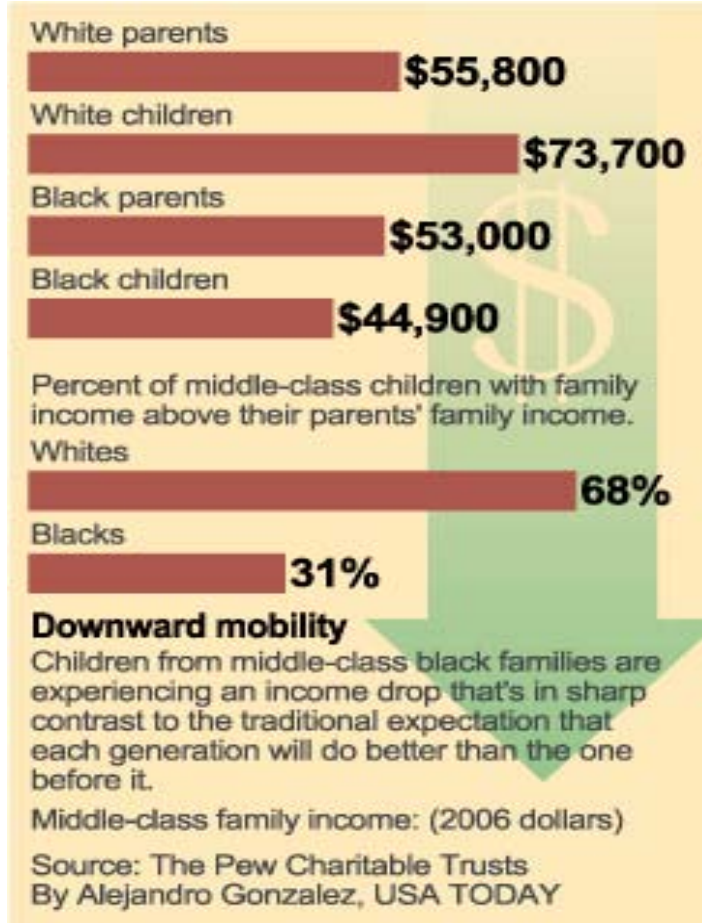 White parents
$55,800
White children
$73,700
Black parents
$53,000
Black children
$44,900
$
Percent of middle-class children with family
income above their parents' family income.
Whites
68%
Blacks
31%
Downward mobility
Children from middle-class black families are
experiencing an income drop that's in sharp
contrast to the traditional expectation that
each generation will do better than the one
before it.
Middle-class family income: (2006 dollars)
Source: The Pew Charitable Trusts
By Alejandro Gonzalez, USA TODAY